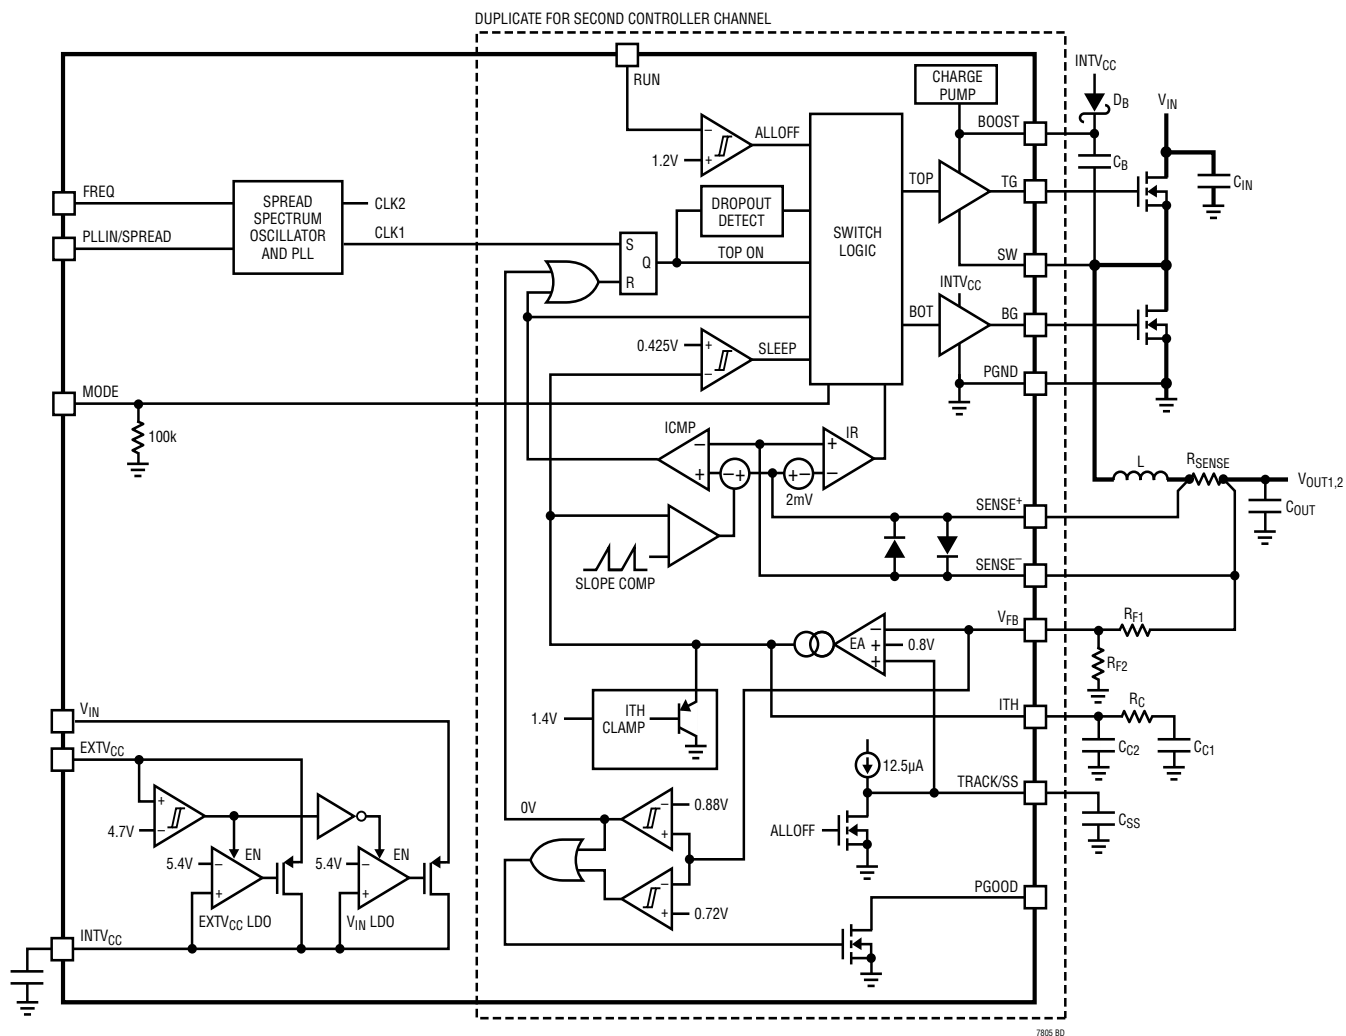 DUPLICATE FOR SECOND CONTROLLER CHANNEL
RUN
CHARGE
PUMP
INTVCC
DB
VIN
BOOST
ALLOFF
1.2V
CB
CIN
TOP
TG
FREQ
PLLIN/SPREAD
SPREAD
SPECTRUM
OSCILLATOR
AND PLL
CLK2
CLK1
DROPOUT
DETECT
SWITCH
LOGIC
S
R
Q
TOP ON
SW
INTVCC
BOT
BG
0.425V
+
–
SLEEP
PGND
MODE
100k
ICMP
IR
–
+
– +
+ –
2mV
+
–
L
RSENSE
VOUT1,2
COUT
SENSE+
SLOPE COMP
SENSE–
VFB
RF1
RF2
EA
–
+
+
0.8V
ITH
RC
CC2
CC1
1.4V
ITH
CLAMP
12.5µA
TRACK/SS
CSS
ALLOFF
VIN
EXTVCC
+
–
4.7V
5.4V
–
+
EN
EXTVCC LDO
5.4V
–
+
EN
VIN LDO
INTVCC
0V
–
0.88V
+
–
+
0.72V
PGOOD
7805 BD